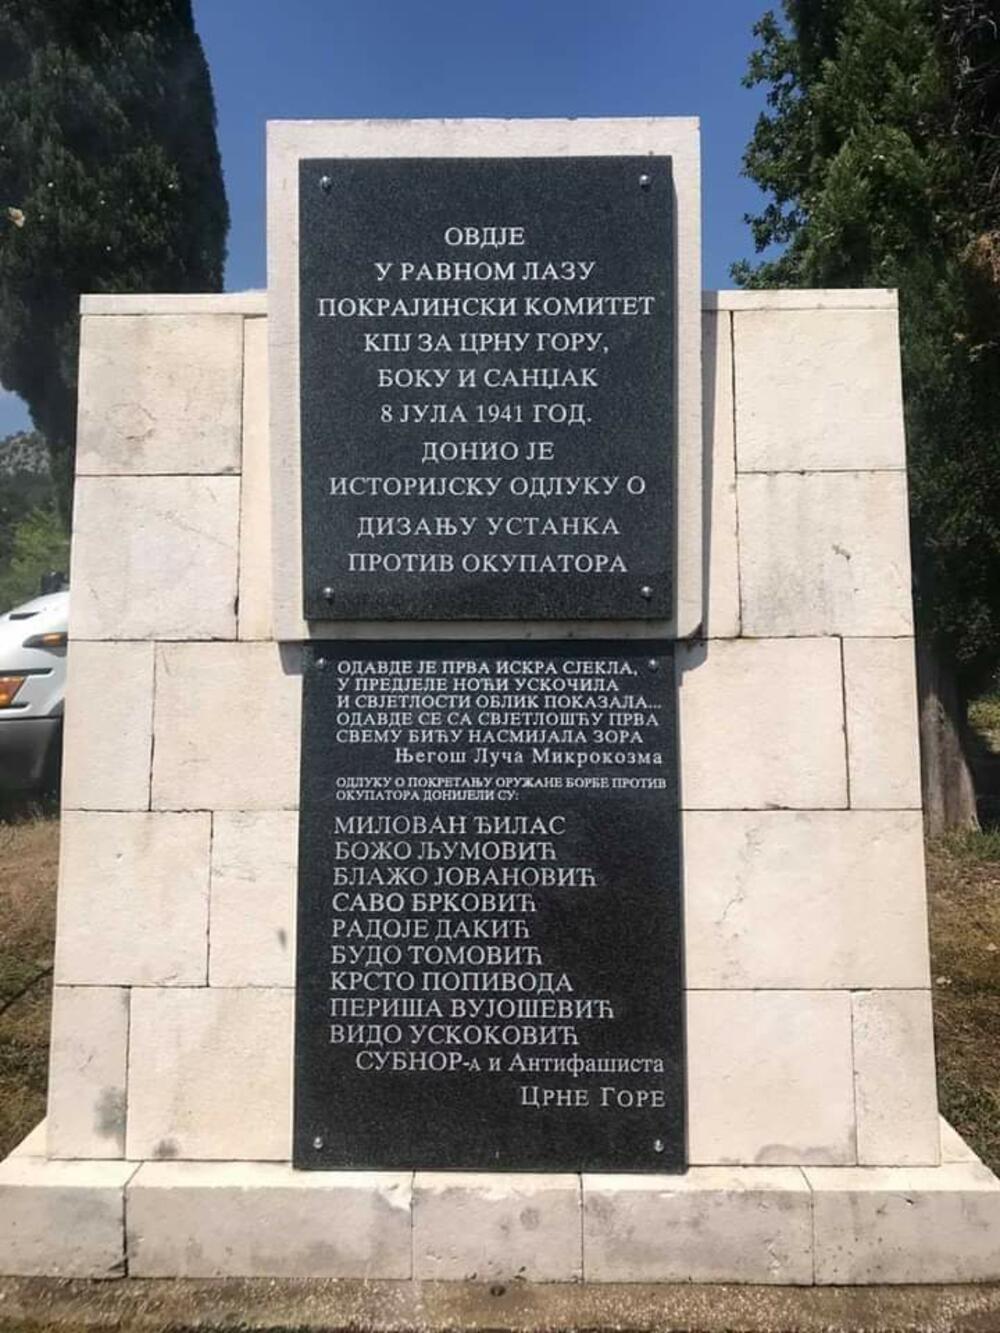 ОВДЈЕ
У РАВНОМ ЛАЗУ
ПОКРАЈИНСКИ КОМИТЕТ
КПЈ ЗА ЦРНУ ГОРУ,
БОКУ И САНЏАК
8 ЈУЛА 1941 ГОД.
ДОНИО ЈЕ
ИСТОРИЈСКУ ОДЛУКУ О
ДИЗАЊУ УСТАНКА
ПРОТИВ ОКУПАТОРА
ОДАВДЕ ЈЕ ПРВА ИСКРА СЈЕКЛА,
У ПРЕДЈЕЛЕ НОЋИ УСКОЧИЛА
И СВЈЕТЛОСТИ ОБЛИК ПОКАЗАЛА...
ОДАВДЕ СЕ СА СВЈЕТЛОШЋУ ПРВА
СВЕМУ БИЋУ НАСМИЈАЛА ЗОРА
Његош Луча Микрокозма
ОДЛУКУ О ПОКРЕТАЊУ ОРУЖАНЕ БОРБЕ ПРОТИВ
ОКУПАТОРА ДОНИЈЕЛИ СУ:
МИЛОВАН ЂИЛАС
БОЖО ЉУМОВИЋ
БЛАЖО ЈОВАНОВИЋ
САВО БРКОВИЋ
РАДОЈЕ ДАКИЋ
БУДО ТОМОВИЋ
КРСТО ПОПИВОДА
ПЕРИША ВУЈОШЕВИЋ
ВИДО УСКОКОВИЋ
СУБНОР-А и Антифашиста
ЦРНЕ ГОРЕ